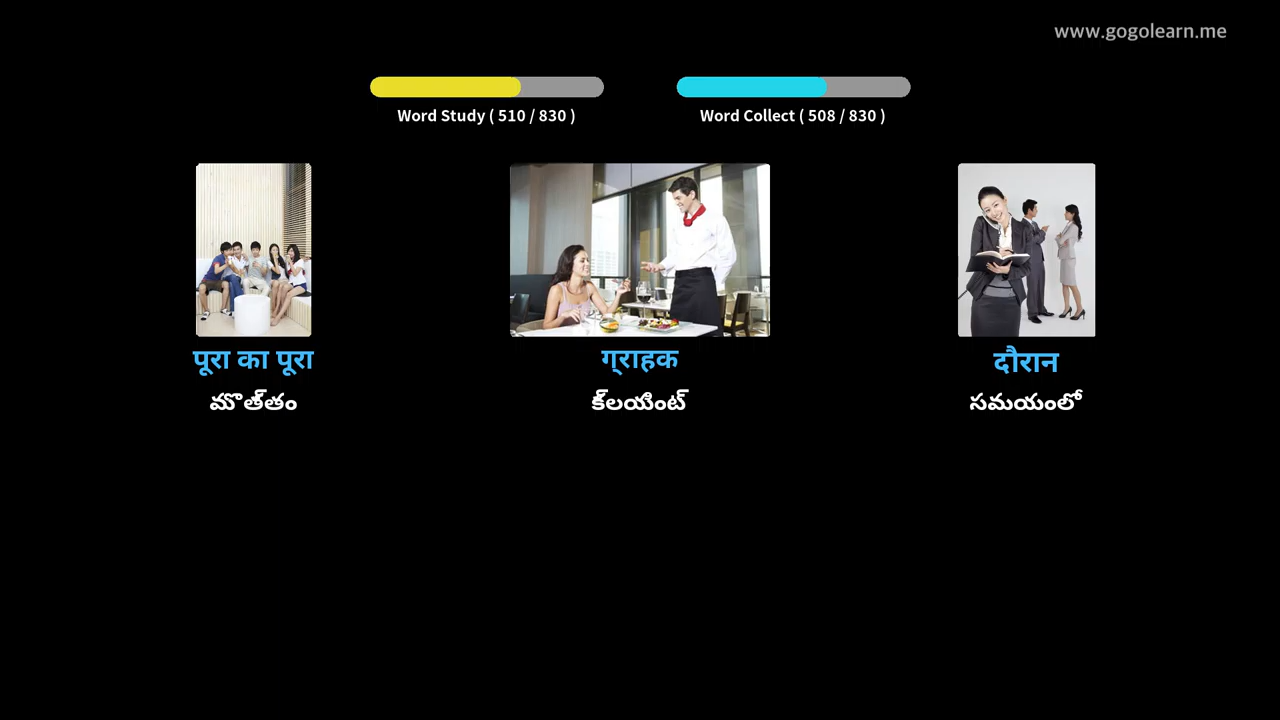 www.gogolearn.me
Word Study ( 510 / 830 )
Word Collect ( 508 / 830 )
पूरा का पूरा
ग्राहक
दौरान
మొత్తం
క్లయింట్
సమయంలో